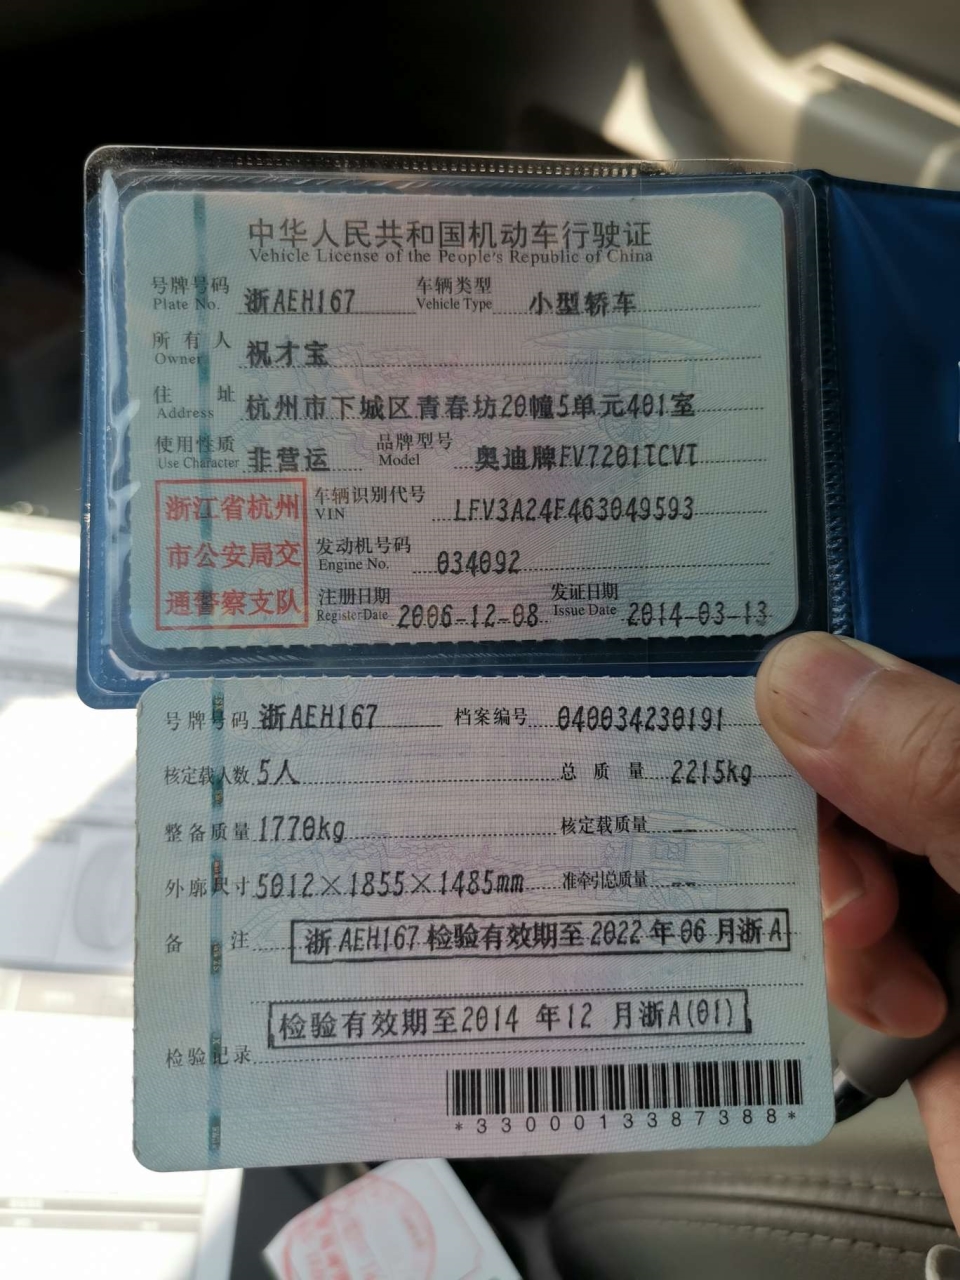 中华人民共和国机动车行驶证
Vehicle License of the People's Republic of China
号牌号码 浙AEH167 车辆类型 小型轿车
Plate No. Vehicle Type
所有人 祝才宝
Owner
住址 杭州市下城区青春坊20幢5单元401室
Address
使用性质 非营运 品牌型号 奥迪牌FV7201TCVT
Use Character Model
浙江省杭州
市公安局交
通警察支队
车辆识别代号 LFV3A24F463049593
VIN
发动机号码 034092
Engine No.
注册日期 2006-12-08 发证日期 2014-03-13
Register Date Issue Date
号牌号码 浙AEH167 档案编号 040034230191
核定载人数 5人 总质量 2215kg
整备质量 1770kg 核定载质量 --
外廓尺寸 5012×1855×1485mm 准牵引总质量 --
备注 浙AEH167 检验有效期至2022年06月浙A
检验有效期至2014年12月浙A(01)
检验记录
*3300013387388*